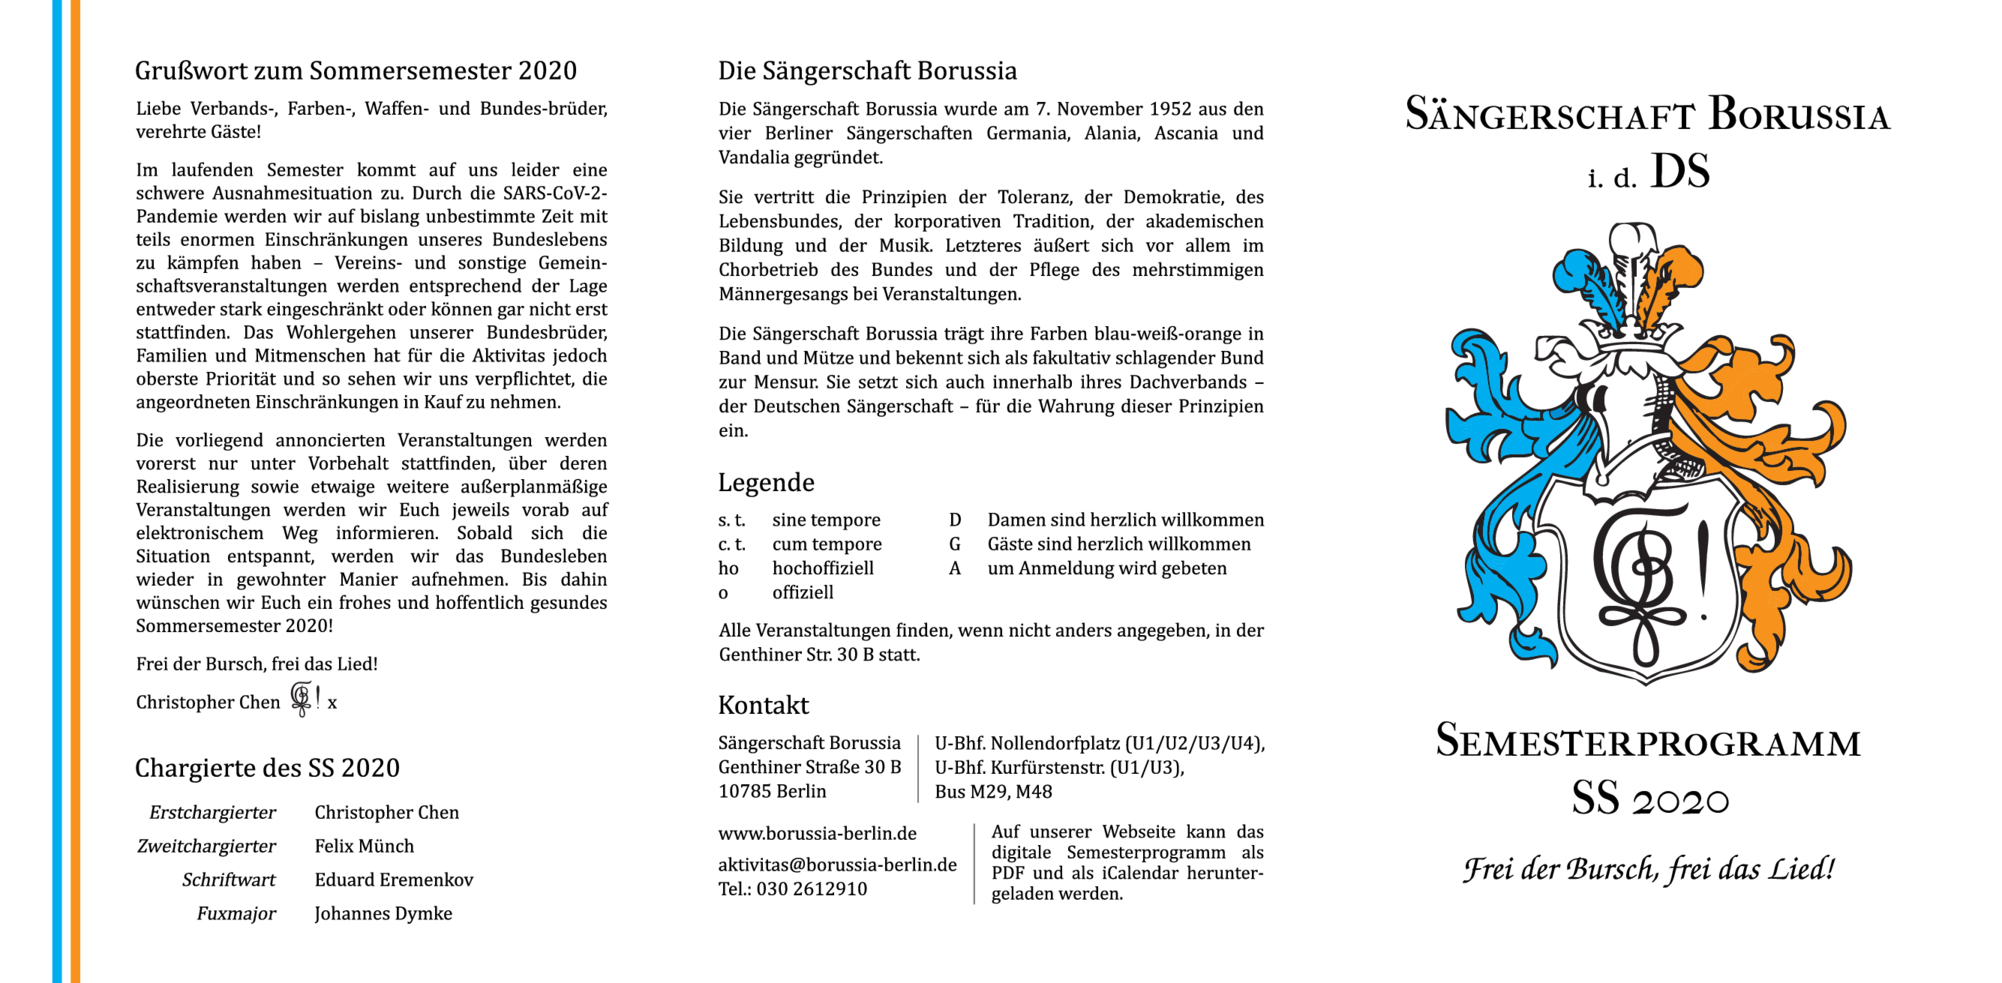 Grußwort zum Sommersemester 2020
Liebe Verbands-, Farben-, Waffen- und Bundes-brüder,
verehrte Gäste!
Im laufenden Semester kommt auf uns leider eine
schwere Ausnahmesituation zu. Durch die SARS-CoV-2-
Pandemie werden wir auf bislang unbestimmte Zeit mit
teils enormen Einschränkungen unseres Bundeslebens
zu kämpfen haben – Vereins- und sonstige Gemein-
schaftsveranstaltungen werden entsprechend der Lage
entweder stark eingeschränkt oder können gar nicht erst
stattfinden. Das Wohlergehen unserer Bundesbrüder,
Familien und Mitmenschen hat für die Aktivitas jedoch
oberste Priorität und so sehen wir uns verpflichtet, die
angeordneten Einschränkungen in Kauf zu nehmen.
Die vorliegend annoncierten Veranstaltungen werden
vorerst nur unter Vorbehalt stattfinden, über deren
Realisierung sowie etwaige weitere außerplanmäßige
Veranstaltungen werden wir Euch jeweils vorab auf
elektronischem Weg informieren. Sobald sich die
Situation entspannt, werden wir das Bundesleben
wieder in gewohnter Manier aufnehmen. Bis dahin
wünschen wir Euch ein frohes und hoffentlich gesundes
Sommersemester 2020!
Frei der Bursch, frei das Lied!
Christopher Chen ! x
Chargierte des SS 2020
Erstchargierter Christopher Chen
Zweitchargierter Felix Münch
Schriftwart Eduard Eremenkov
Fuxmajor Johannes Dymke
Die Sängerschaft Borussia
Die Sängerschaft Borussia wurde am 7. November 1952 aus den
vier Berliner Sängerschaften Germania, Alania, Ascania und
Vandalia gegründet.
Sie vertritt die Prinzipien der Toleranz, der Demokratie, des
Lebensbundes, der korporativen Tradition, der akademischen
Bildung und der Musik. Letzteres äußert sich vor allem im
Chorbetrieb des Bundes und der Pflege des mehrstimmigen
Männergesangs bei Veranstaltungen.
Die Sängerschaft Borussia trägt ihre Farben blau-weiß-orange in
Band und Mütze und bekennt sich als fakultativ schlagender Bund
zur Mensur. Sie setzt sich auch innerhalb ihres Dachverbands –
der Deutschen Sängerschaft – für die Wahrung dieser Prinzipien
ein.
Legende
s. t. sine tempore D Damen sind herzlich willkommen
c. t. cum tempore G Gäste sind herzlich willkommen
ho hochoffiziell A um Anmeldung wird gebeten
o offiziell
Alle Veranstaltungen finden, wenn nicht anders angegeben, in der
Genthiner Str. 30 B statt.
Kontakt
Sängerschaft Borussia
Genthiner Straße 30 B
10785 Berlin
U-Bhf. Nollendorfplatz (U1/U2/U3/U4),
U-Bhf. Kurfürstenstr. (U1/U3),
Bus M29, M48
www.borussia-berlin.de
aktivitas@borussia-berlin.de
Tel.: 030 2612910
Auf unserer Webseite kann das
digitale Semesterprogramm als
PDF und als iCalendar herunter-
geladen werden.
Sängerschaft Borussia
i. d. DS
!
Semesterprogramm
SS 2020
Frei der Bursch, frei das Lied!